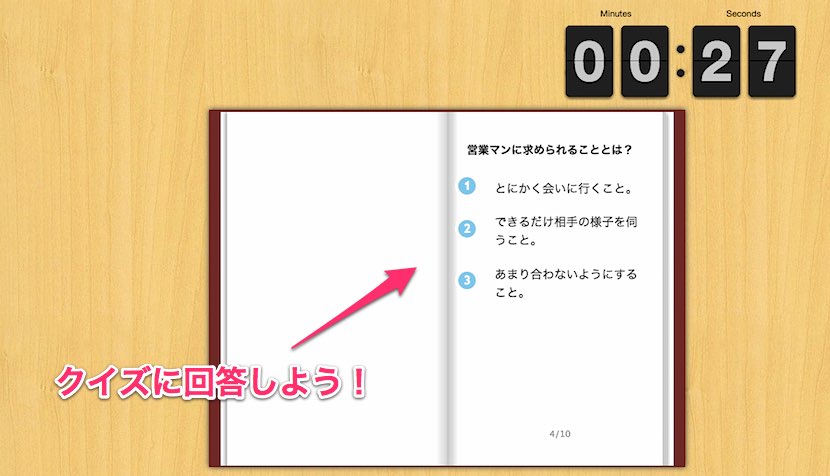 Minutes Seconds
00:27
営業マンに求められることとは？
1 とにかく会いに行くこと。
2 できるだけ相手の様子を伺
うこと。
3 あまり合わないようにする
こと。
クイズに回答しよう！
4/10